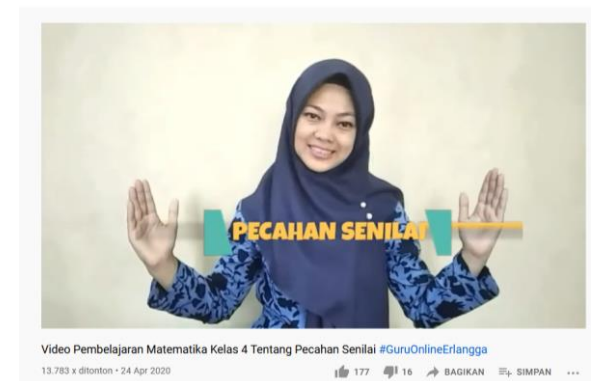 PECAHAN SENILAI
Video Pembelajaran Matematika Kelas 4 Tentang Pecahan Senilai #GuruOnlineErlangga
13.783 x ditonton • 24 Apr 2020 177 16 BAGIKAN SIMPAN